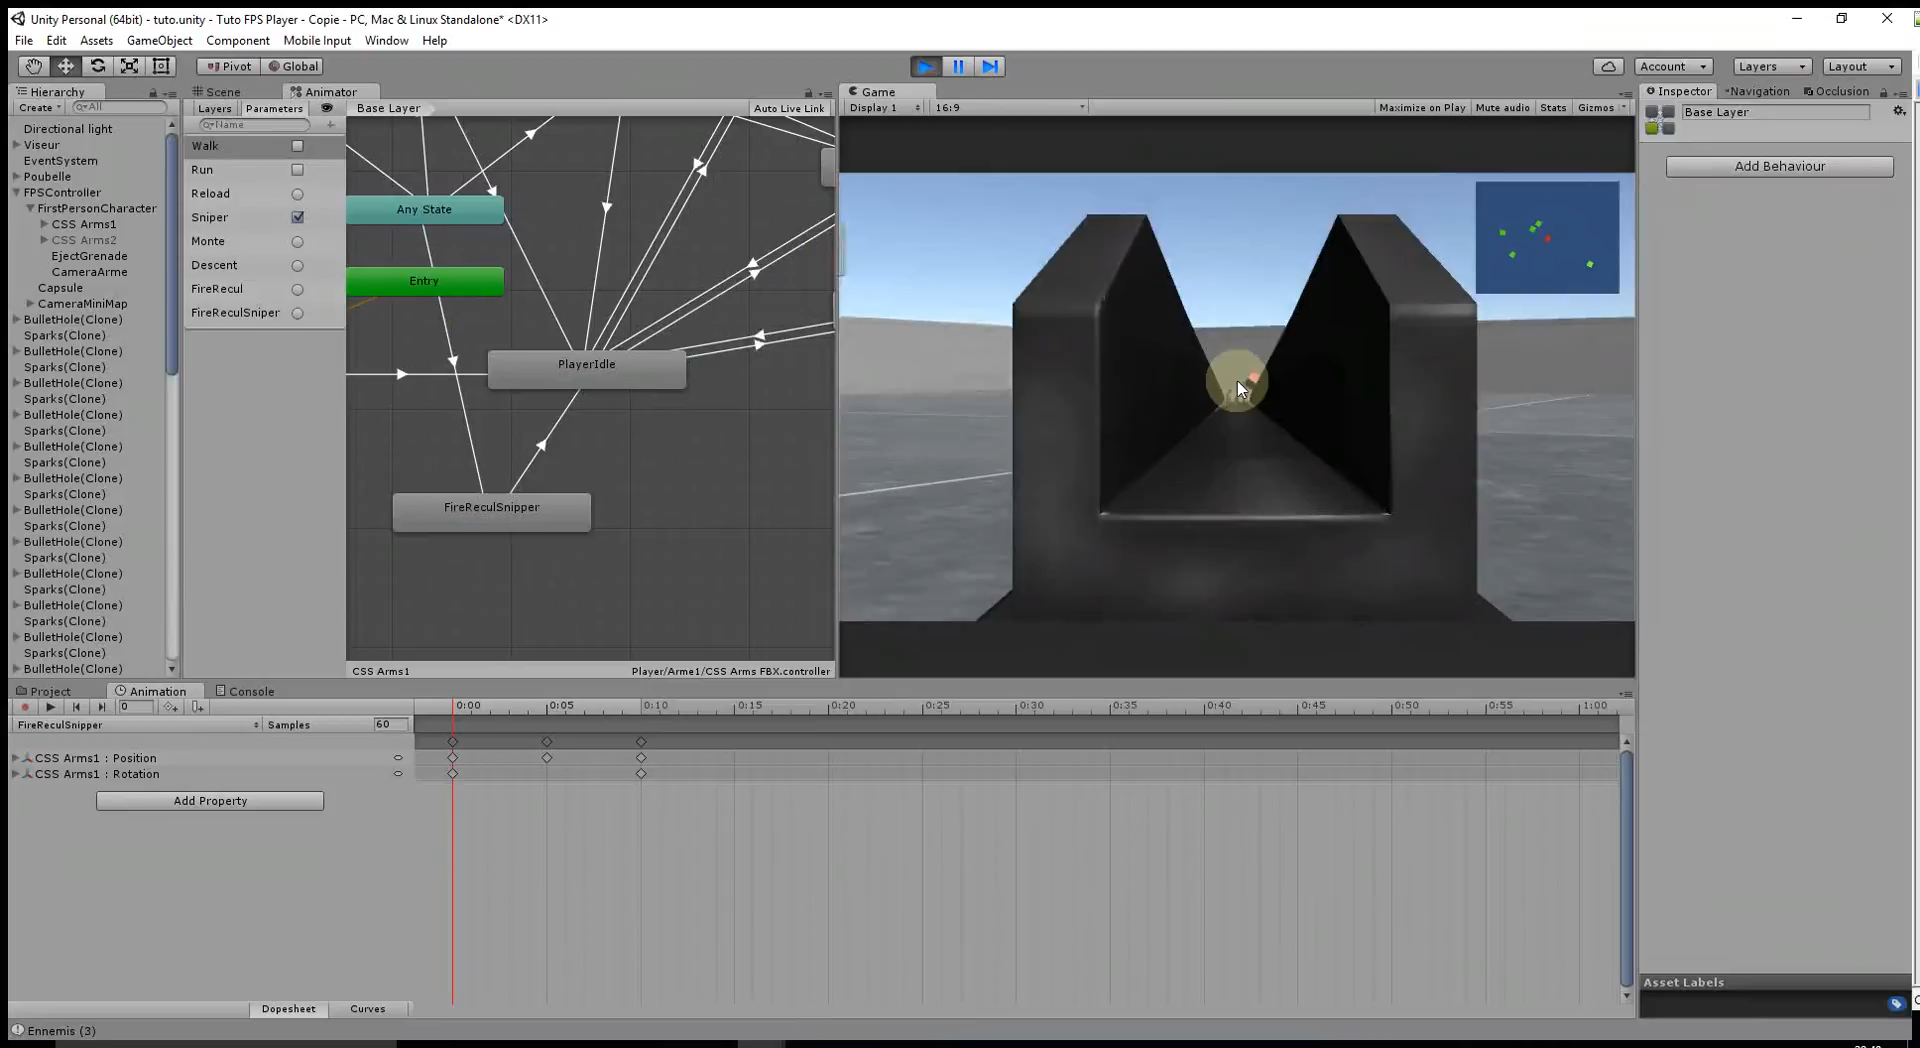 Unity Personal (64bit) - tuto.unity - Tuto FPS Player - Copie - PC, Mac & Linux Standalone* <DX11>
File Edit Assets GameObject Component Mobile Input Window Help
Pivot Global Account Layers Layout
Hierarchy Scene Animator Game Inspector Navigation Occlusion
Create All Layers Parameters Base Layer Auto Live Link Display 1 16:9 Maximize on Play Mute audio Stats Gizmos Base Layer
Name
Add Behaviour
Directional light
Viseur
EventSystem
Poubelle
FPSController
FirstPersonCharacter
CSS Arms1
CSS Arms2
EjectGrenade
CameraArme
Capsule
CameraMiniMap
BulletHole(Clone)
Sparks(Clone)
BulletHole(Clone)
Sparks(Clone)
BulletHole(Clone)
Sparks(Clone)
BulletHole(Clone)
Sparks(Clone)
BulletHole(Clone)
Sparks(Clone)
BulletHole(Clone)
Sparks(Clone)
BulletHole(Clone)
Sparks(Clone)
BulletHole(Clone)
Sparks(Clone)
BulletHole(Clone)
Sparks(Clone)
BulletHole(Clone)
Sparks(Clone)
BulletHole(Clone)
Sparks(Clone)
BulletHole(Clone)
Walk
Run
Reload
Sniper
Monte
Descent
FireRecul
FireReculSniper
Any State
Entry
PlayerIdle
FireReculSnipper
CSS Arms1 Player/Arme1/CSS Arms FBX.controller
Project Animation Console
0 0:00 0:05 0:10 0:15 0:20 0:25 0:30 0:35 0:40 0:45 0:50 0:55 1:00
FireReculSnipper Samples 60
CSS Arms1 : Position
CSS Arms1 : Rotation
Add Property
Dopesheet Curves
Asset Labels
Ennemis (3)